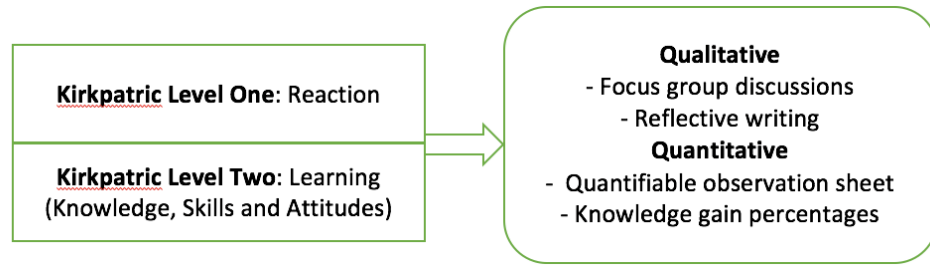 Kirkpatric Level One: Reaction
Kirkpatric Level Two: Learning
(Knowledge, Skills and Attitudes)
Qualitative
- Focus group discussions
- Reflective writing
Quantitative
- Quantifiable observation sheet
- Knowledge gain percentages